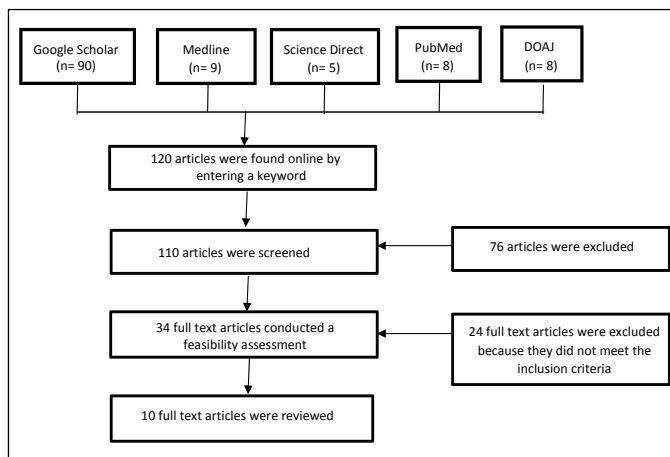 Google Scholar
(n= 90)
Medline
(n= 9)
Science Direct
(n= 5)
PubMed
(n= 8)
DOAJ
(n= 8)
120 articles were found online by
entering a keyword
110 articles were screened
76 articles were excluded
34 full text articles conducted a
feasibility assessment
24 full text articles were excluded
because they did not meet the
inclusion criteria
10 full text articles were reviewed